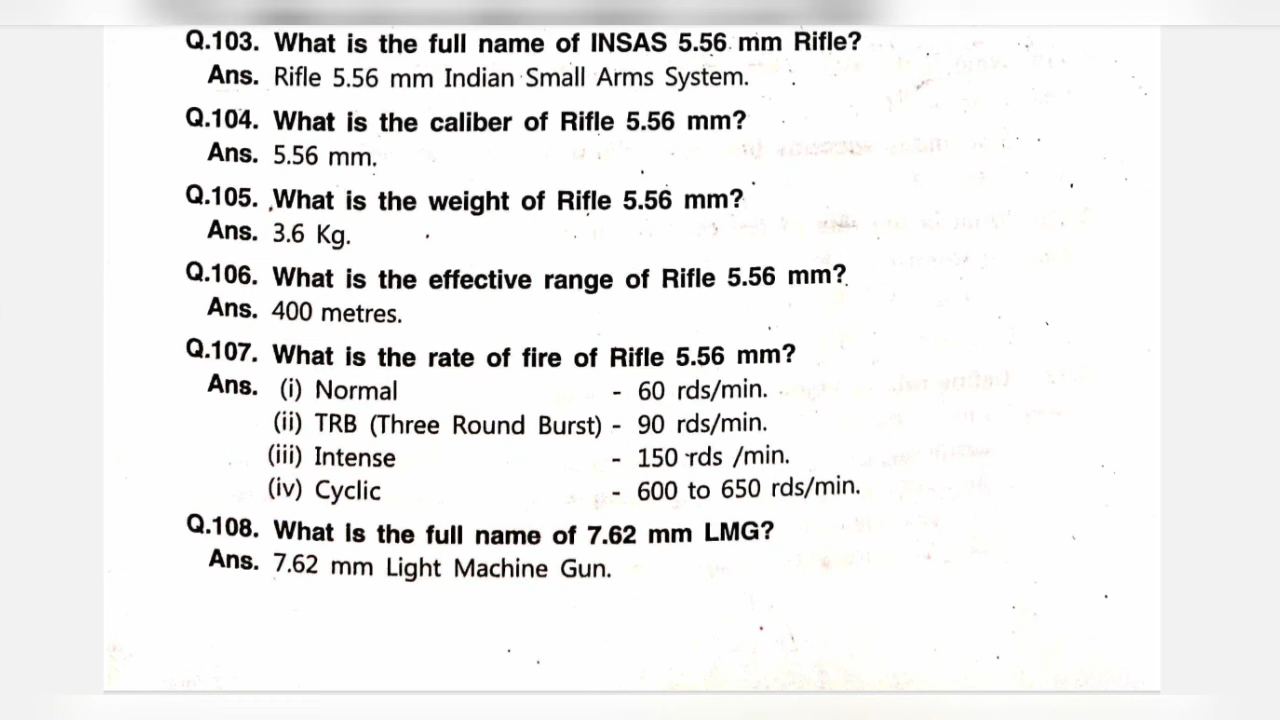 Q.103. What is the full name of INSAS 5.56 mm Rifle?
Ans. Rifle 5.56 mm Indian Small Arms System.
Q.104. What is the caliber of Rifle 5.56 mm?
Ans. 5.56 mm.
Q.105. What is the weight of Rifle 5.56 mm?
Ans. 3.6 Kg.
Q.106. What is the effective range of Rifle 5.56 mm?
Ans. 400 metres.
Q.107. What is the rate of fire of Rifle 5.56 mm?
Ans. (i) Normal - 60 rds/min.
(ii) TRB (Three Round Burst) - 90 rds/min.
(iii) Intense - 150 rds /min.
(iv) Cyclic - 600 to 650 rds/min.
Q.108. What is the full name of 7.62 mm LMG?
Ans. 7.62 mm Light Machine Gun.